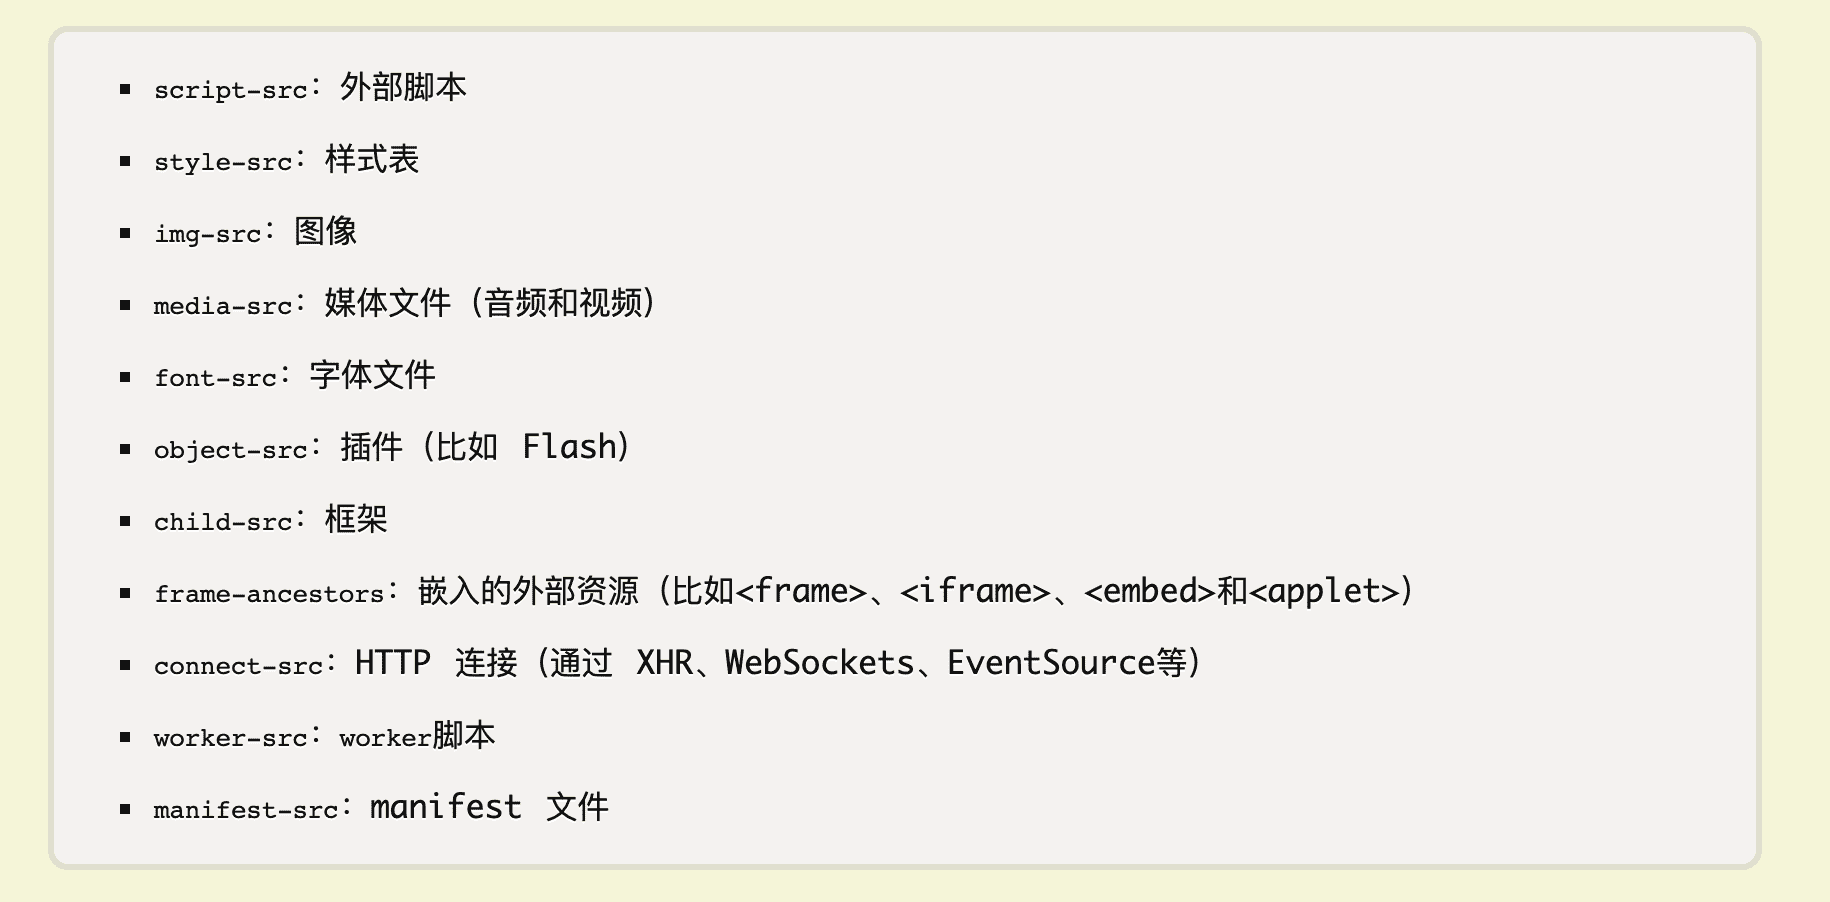 script-src：外部脚本
style-src：样式表
img-src：图像
media-src：媒体文件（音频和视频）
font-src：字体文件
object-src：插件（比如 Flash）
child-src：框架
frame-ancestors：嵌入的外部资源（比如<frame>、<iframe>、<embed>和<applet>）
connect-src：HTTP 连接（通过 XHR、WebSockets、EventSource等）
worker-src：worker脚本
manifest-src：manifest 文件